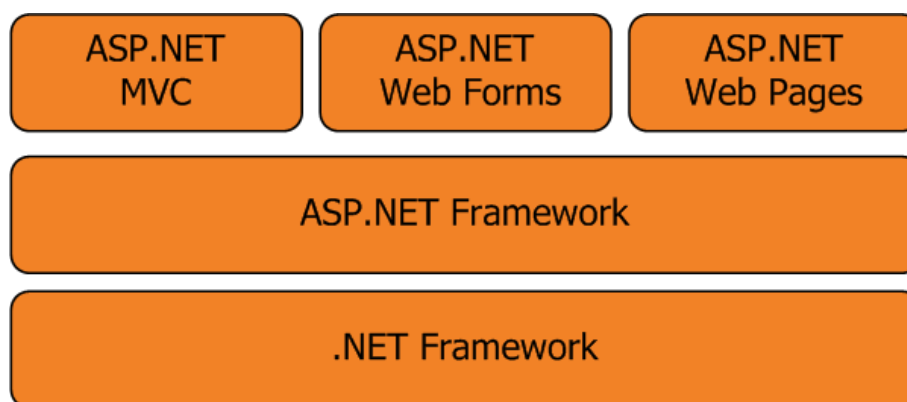 ASP.NET
MVC
ASP.NET
Web Forms
ASP.NET
Web Pages
ASP.NET Framework
.NET Framework